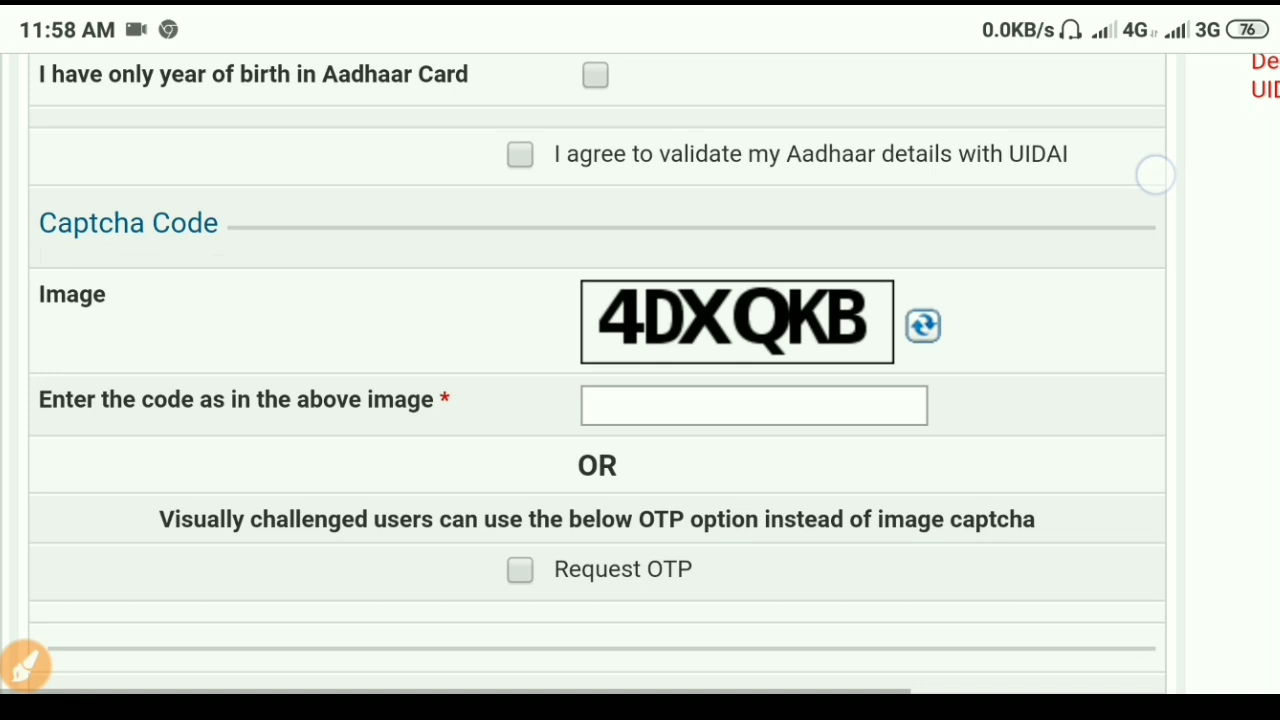 11:58 AM 0.0KB/s 4G 3G 76
I have only year of birth in Aadhaar Card
De
UID
I agree to validate my Aadhaar details with UIDAI
Captcha Code
Image 4DXQKB
Enter the code as in the above image *
OR
Visually challenged users can use the below OTP option instead of image captcha
Request OTP